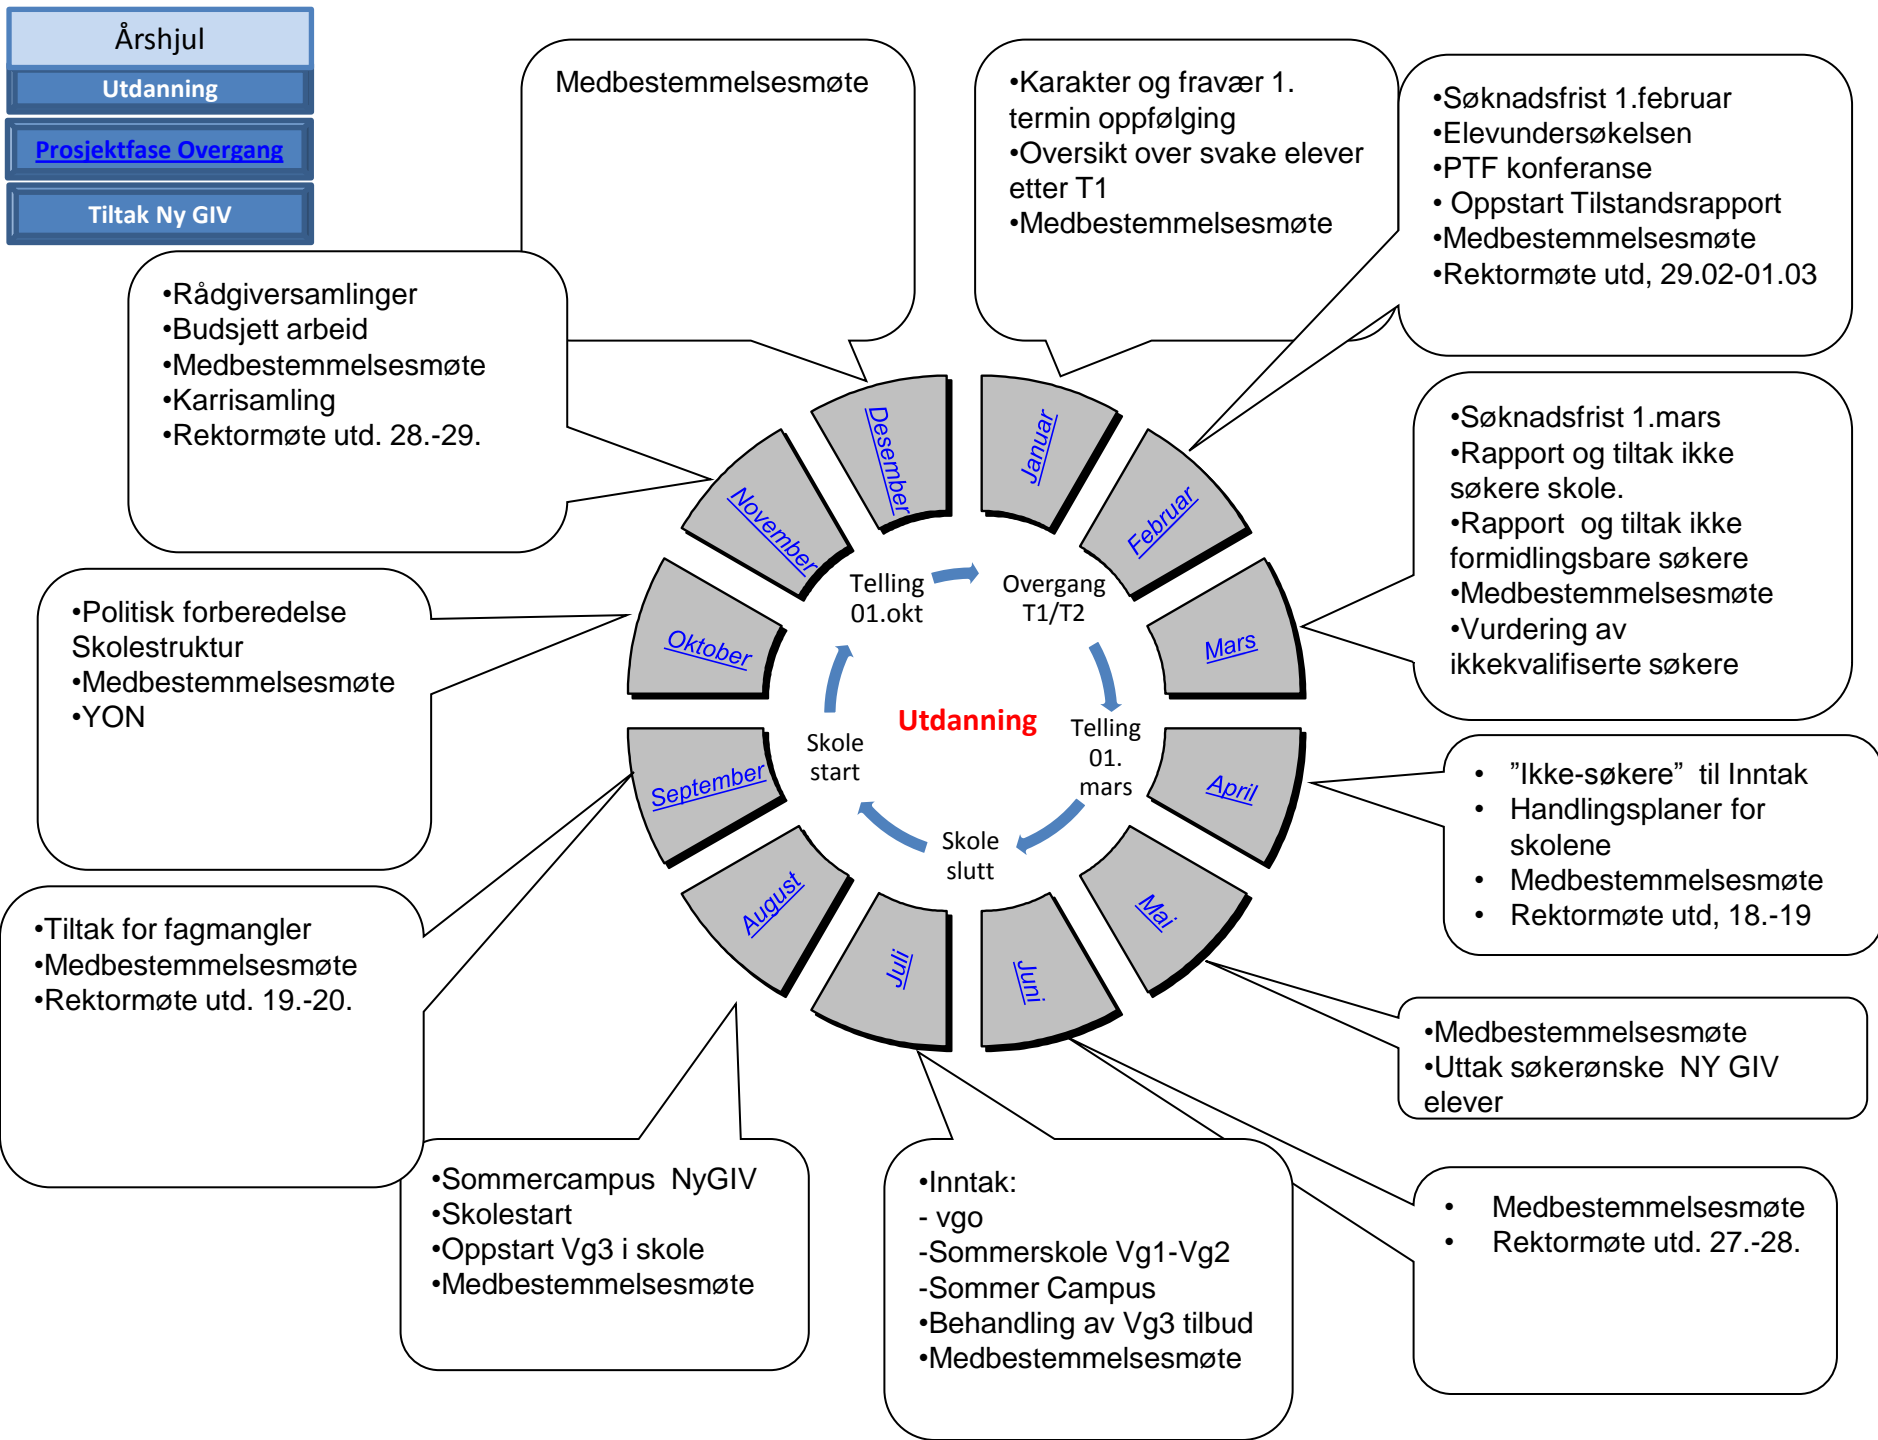 Årshjul
Utdanning
Prosjektfase Overgang
Tiltak Ny GIV
Medbestemmelsesmøte
•Karakter og fravær 1.
termin oppfølging
•Oversikt over svake elever
etter T1
•Medbestemmelsesmøte
•Søknadsfrist 1.februar
•Elevundersøkelsen
•PTF konferanse
• Oppstart Tilstandsrapport
•Medbestemmelsesmøte
•Rektormøte utd, 29.02-01.03
•Rådgiversamlinger
•Budsjett arbeid
•Medbestemmelsesmøte
•Karrisamling
•Rektormøte utd. 28.-29.
•Søknadsfrist 1.mars
•Rapport og tiltak ikke
søkere skole.
•Rapport  og tiltak ikke
formidlingsbare søkere
•Medbestemmelsesmøte
•Vurdering av
ikkekvalifiserte søkere
•Politisk forberedelse
Skolestruktur
•Medbestemmelsesmøte
•YON
• ”Ikke-søkere”  til Inntak
• Handlingsplaner for
skolene
• Medbestemmelsesmøte
• Rektormøte utd, 18.-19
•Tiltak for fagmangler
•Medbestemmelsesmøte
•Rektormøte utd. 19.-20.
•Medbestemmelsesmøte
•Uttak søkerønske  NY GIV
elever
•Sommercampus  NyGIV
•Skolestart
•Oppstart Vg3 i skole
•Medbestemmelsesmøte
•Inntak:
- vgo
-Sommerskole Vg1-Vg2
-Sommer Campus
•Behandling av Vg3 tilbud
•Medbestemmelsesmøte
• Medbestemmelsesmøte
• Rektormøte utd. 27.-28.
Januar
Februar
Mars
April
Mai
Juni
Juli
August
September
Oktober
November
Desember
Overgang
T1/T2
Telling
01.
mars
Skole
slutt
Skole
start
Telling
01.okt
Utdanning